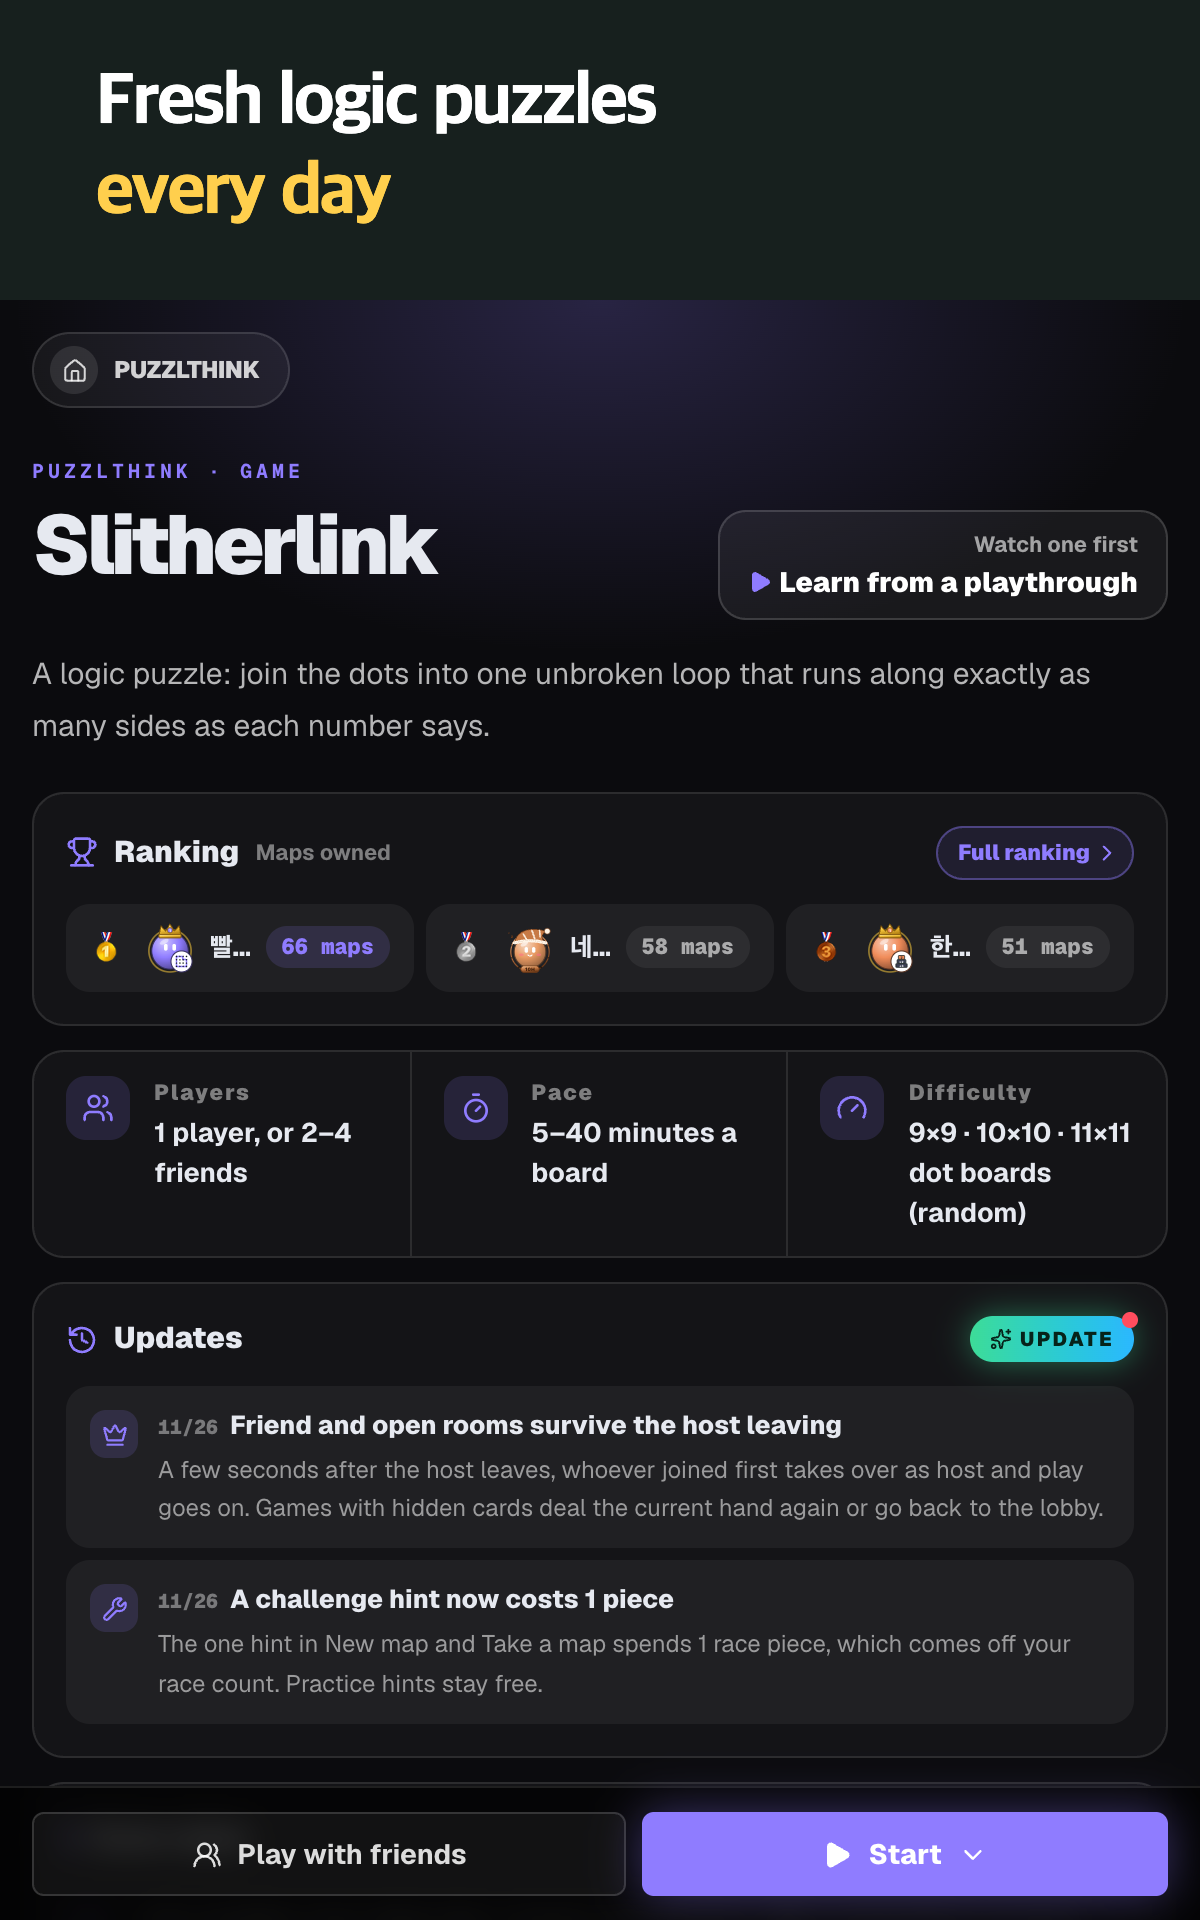 Fresh logic puzzles
every day
PUZZLTHINK
PUZZLTHINK · GAME
Slitherlink
Watch one first
Learn from a playthrough
A logic puzzle: join the dots into one unbroken loop that runs along exactly as
many sides as each number says.
Ranking Maps owned
Full ranking
1 빨... 66 maps
2 네... 58 maps
3 한... 51 maps
Players
1 player, or 2–4
friends
Pace
5–40 minutes a
board
Difficulty
9×9 · 10×10 · 11×11
dot boards
(random)
Updates
UPDATE
11/26 Friend and open rooms survive the host leaving
A few seconds after the host leaves, whoever joined first takes over as host and play
goes on. Games with hidden cards deal the current hand again or go back to the lobby.
11/26 A challenge hint now costs 1 piece
The one hint in New map and Take a map spends 1 race piece, which comes off your
race count. Practice hints stay free.
Play with friends
Start